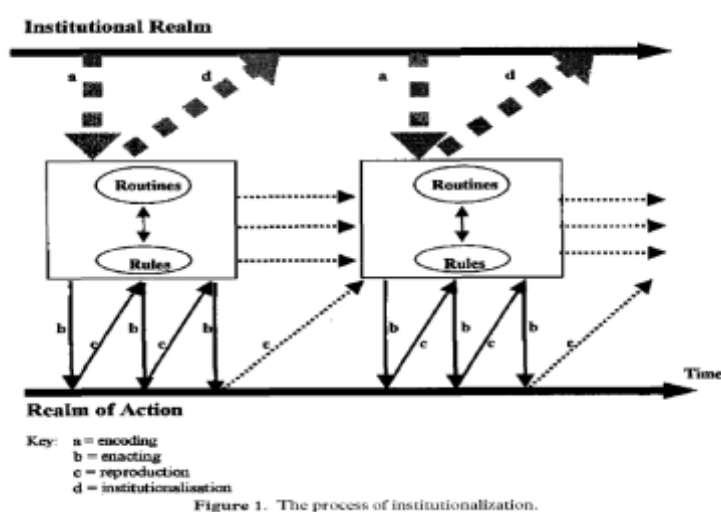 Institutional Realm
a d a d
Routines Routines
Rules Rules
b c b c b c b c b c b c
Time
Realm of Action
Key: a = encoding
b = enacting
c = reproduction
d = institutionalisation
Figure 1. The process of institutionalization.